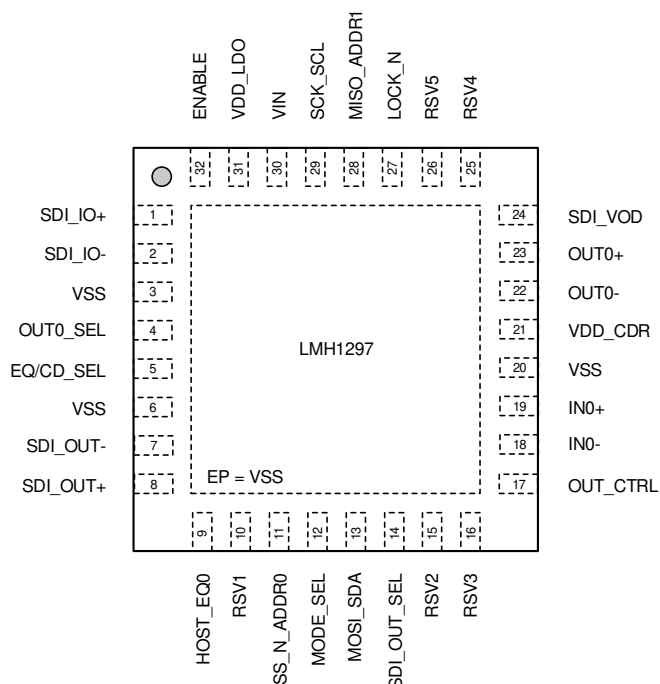 ENABLE
VDD_LDO
VIN
SCK_SCL
MISO_ADDR1
LOCK_N
RSV5
RSV4
32
31
30
29
28
27
26
25
SDI_IO+
1
24
SDI_VOD
SDI_IO-
2
23
OUT0+
VSS
3
22
OUT0-
OUT0_SEL
4
21
VDD_CDR
LMH1297
EQ/CD_SEL
5
20
VSS
VSS
6
19
IN0+
SDI_OUT-
7
18
IN0-
SDI_OUT+
8
EP = VSS
17
OUT_CTRL
9
10
11
12
13
14
15
16
HOST_EQ0
RSV1
SS_N_ADDR0
MODE_SEL
MOSI_SDA
SDI_OUT_SEL
RSV2
RSV3